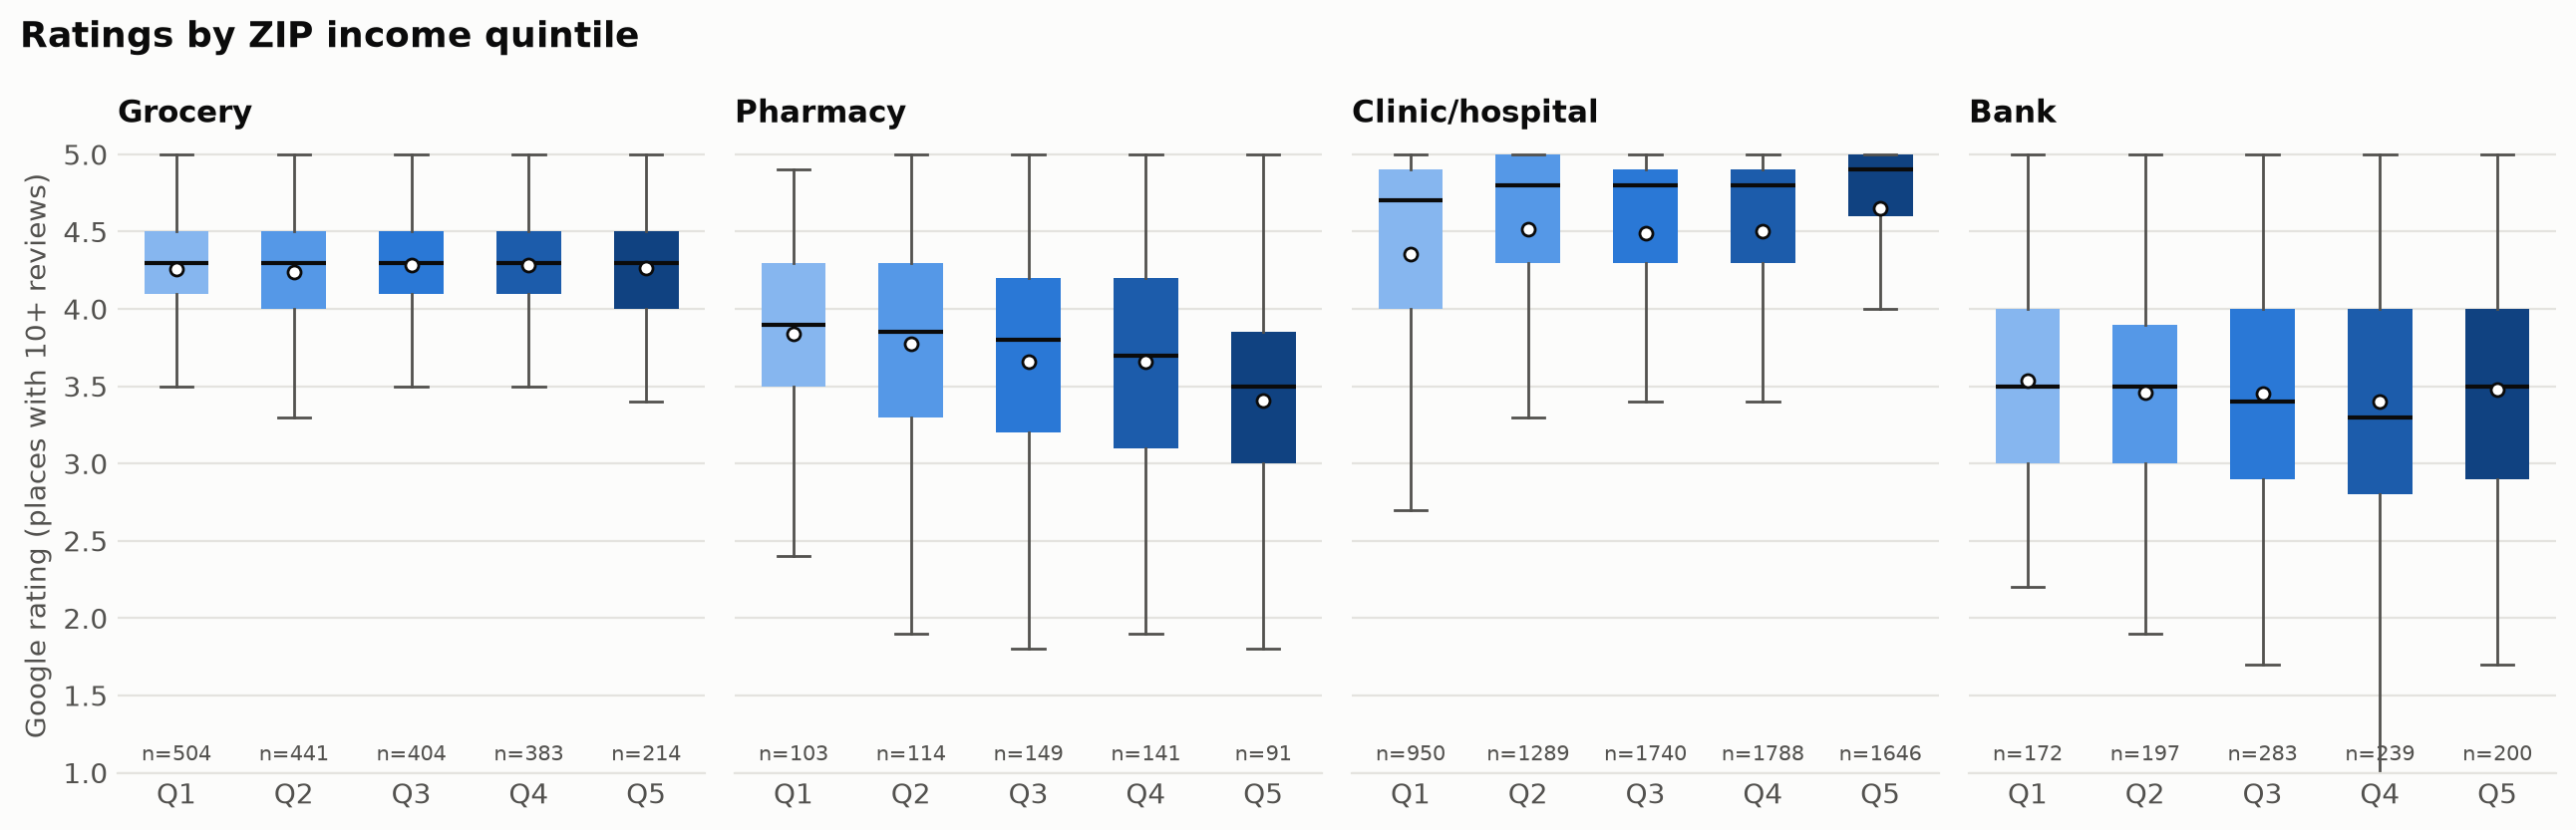 Ratings by ZIP income quintile
Grocery
Pharmacy
Clinic/hospital
Bank
Google rating (places with 10+ reviews)
5.0
4.5
4.0
3.5
3.0
2.5
2.0
1.5
1.0
n=504 n=441 n=404 n=383 n=214
n=103 n=114 n=149 n=141 n=91
n=950 n=1289 n=1740 n=1788 n=1646
n=172 n=197 n=283 n=239 n=200
Q1 Q2 Q3 Q4 Q5
Q1 Q2 Q3 Q4 Q5
Q1 Q2 Q3 Q4 Q5
Q1 Q2 Q3 Q4 Q5